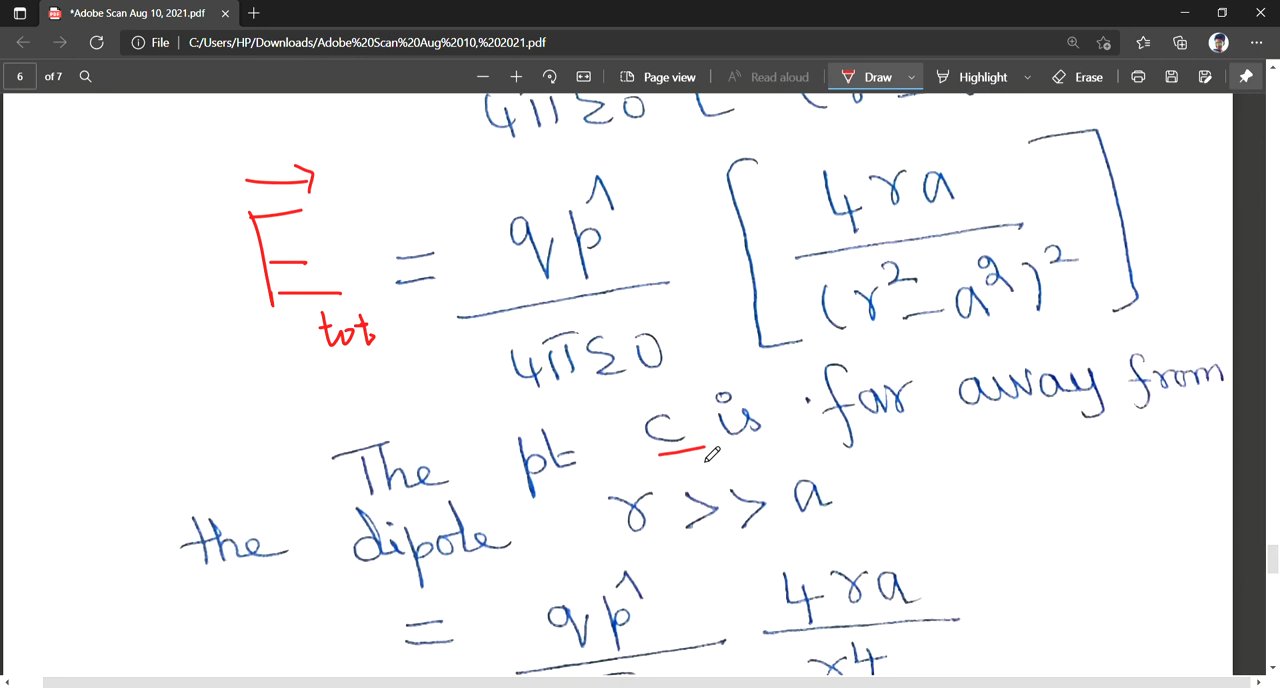 *Adobe Scan Aug 10, 2021.pdf
File | C:/Users/HP/Downloads/Adobe%20Scan%20Aug%2010,%202021.pdf
6 of 7 Page view Read aloud Draw Highlight Erase
4πε0
E⃗tot = q p̂ / 4πε0 [ 4ra / (r² – a²)² ]
The pt C is far away from
the dipole r >> a
= q p̂ 4ra / r4